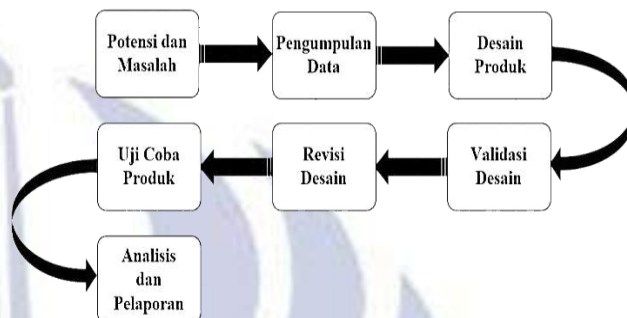 Potensi dan
Masalah
Pengumpulan
Data
Desain
Produk
Validasi
Desain
Revisi
Desain
Uji Coba
Produk
Analisis
dan
Pelaporan